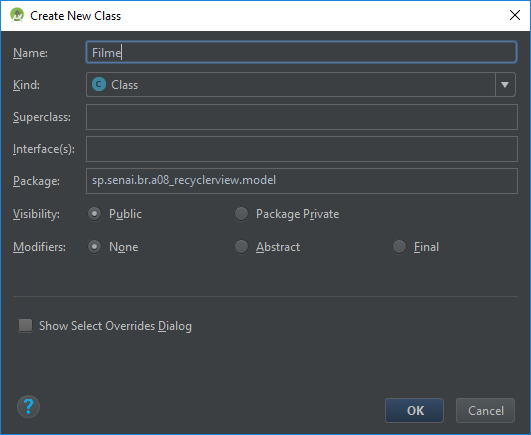 Create New Class
Name: Filme
Kind: C Class
Superclass:
Interface(s):
Package: sp.senai.br.a08_recyclerview.model
Visibility: Public Package Private
Modifiers: None Abstract Final
Show Select Overrides Dialog
? OK Cancel